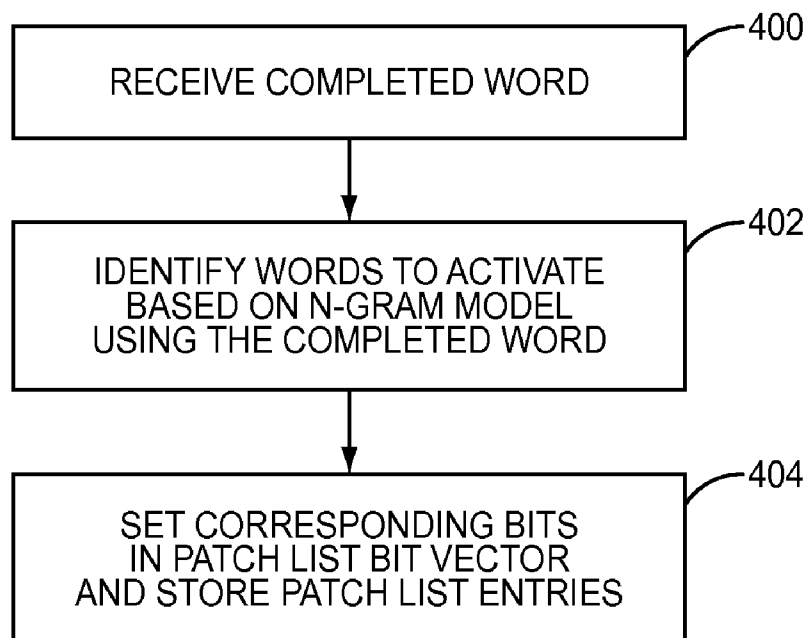 400
RECEIVE COMPLETED WORD
402
IDENTIFY WORDS TO ACTIVATE
BASED ON N-GRAM MODEL
USING THE COMPLETED WORD
404
SET CORRESPONDING BITS
IN PATCH LIST BIT VECTOR
AND STORE PATCH LIST ENTRIES